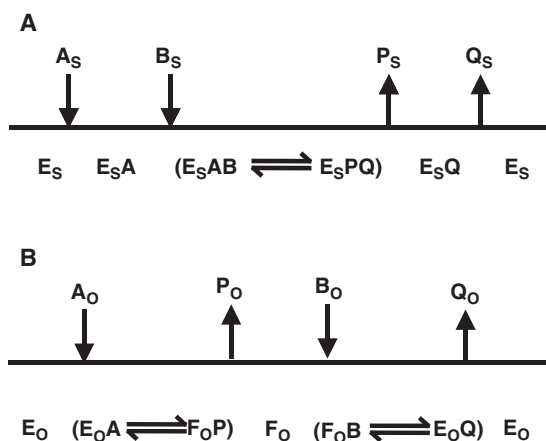 A
A_S B_S P_S Q_S
E_S E_SA (E_SAB ⇌ E_SPQ) E_SQ E_S
B
A_O P_O B_O Q_O
E_O (E_OA ⇌ F_OP) F_O (F_OB ⇌ E_OQ) E_O